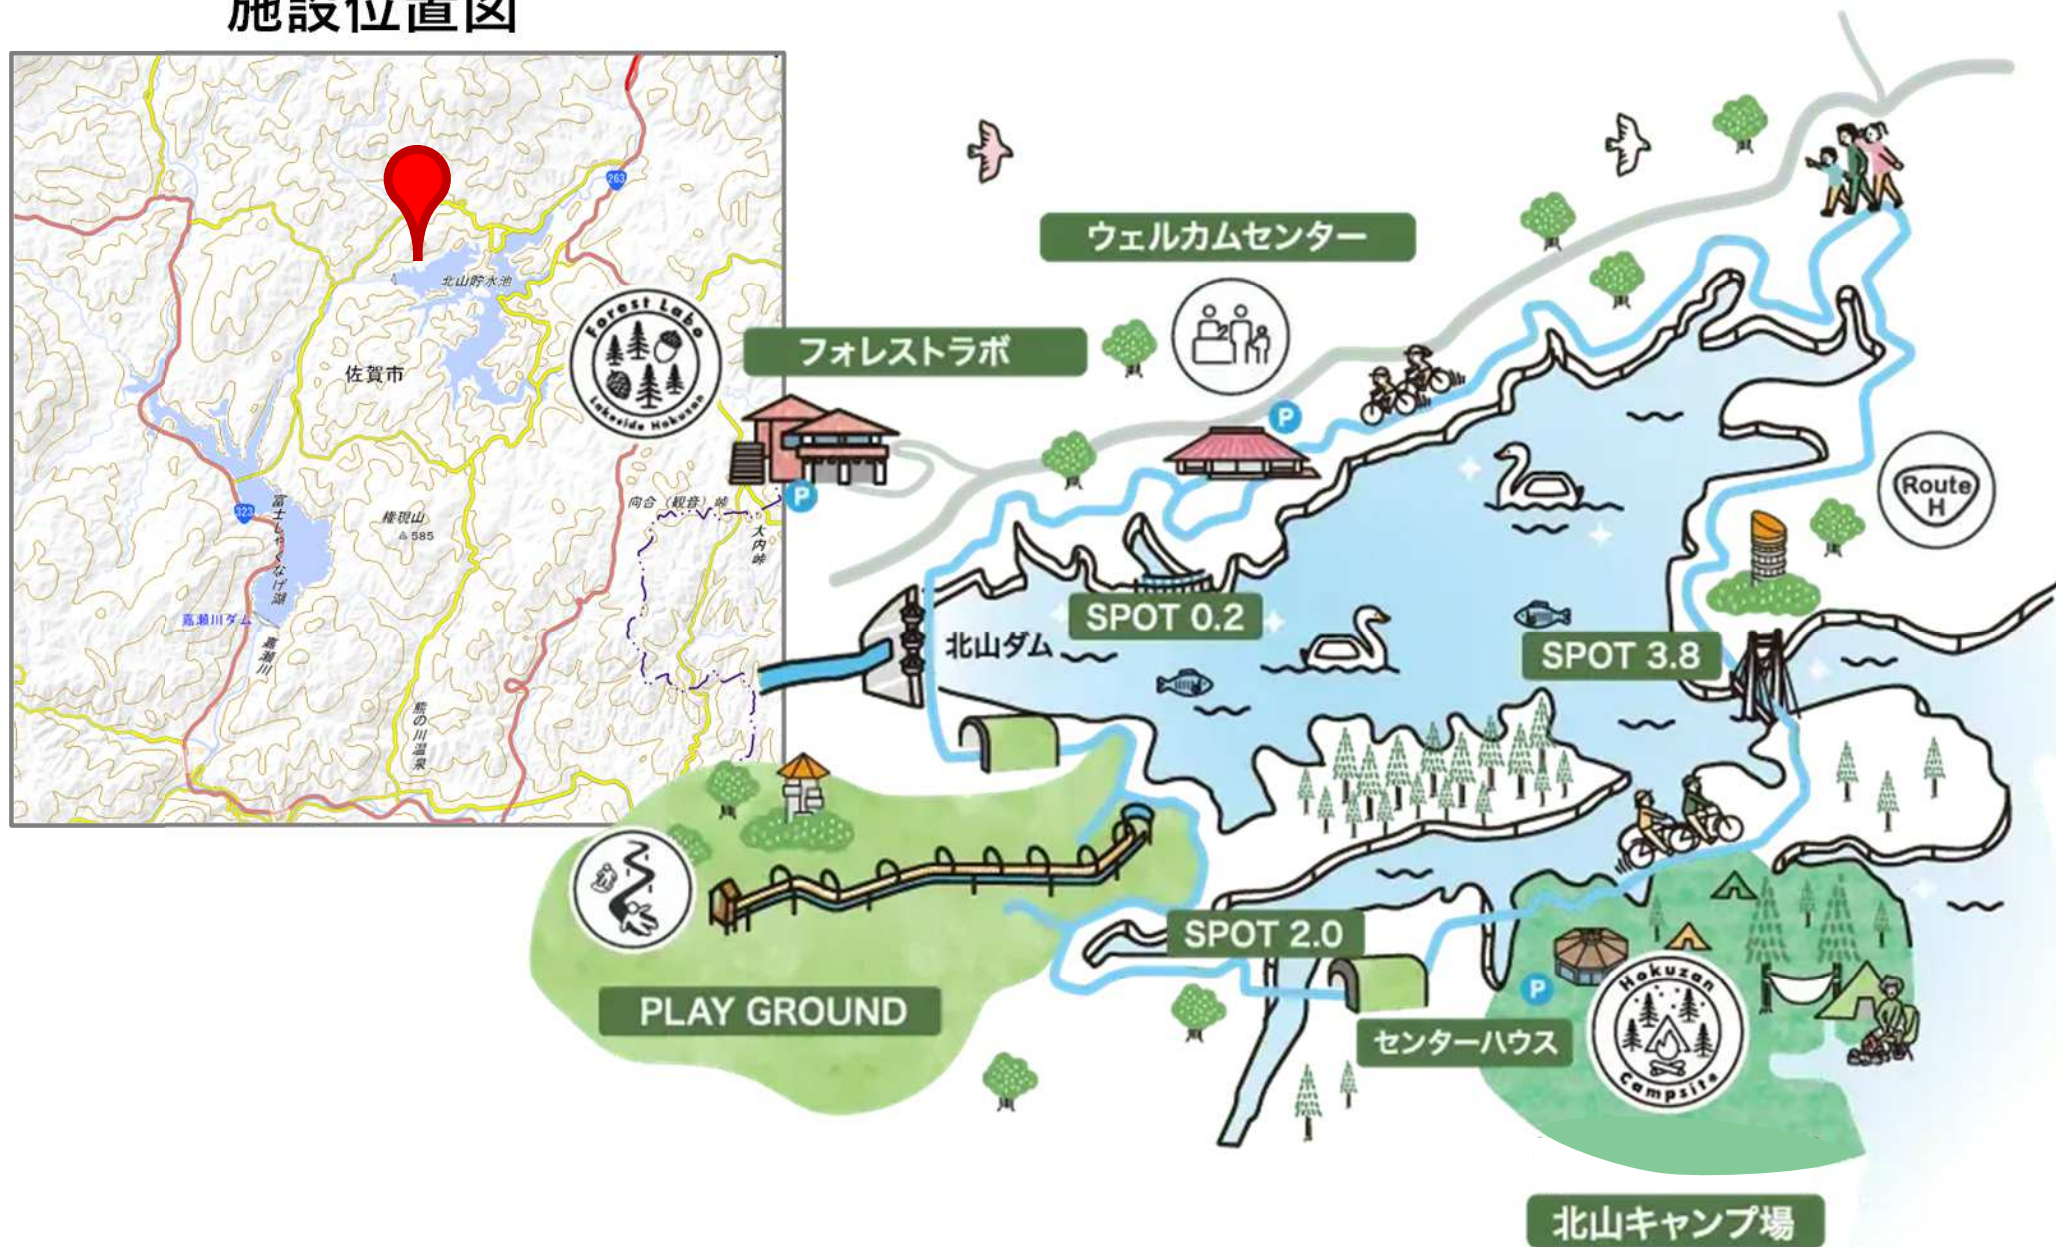 施設位置図
263
北山貯水池
佐賀市
323
富士しゃくなげ湖
権現山
585
向合（観音）峠
大内峠
嘉瀬川ダム
嘉瀬川
熊の川温泉
Forest Labo
Lakeside Hokuzan
フォレストラボ
P
ウェルカムセンター
P
Route
H
北山ダム
SPOT 0.2
SPOT 3.8
SPOT 2.0
PLAY GROUND
センターハウス
P
Hokuzan
Campsite
北山キャンプ場